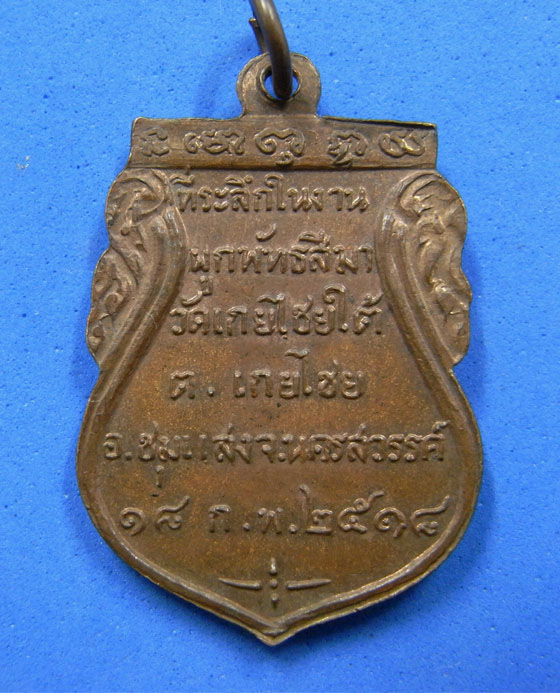 ที่ระลึกในงาน
ผูกพัทธสีมา
วัดเกยไชยใต้
ต. เกยไชย
อ.ชุมแสงจ.นครสวรรค์
๑๘ ก.พ.๒๕๑๘